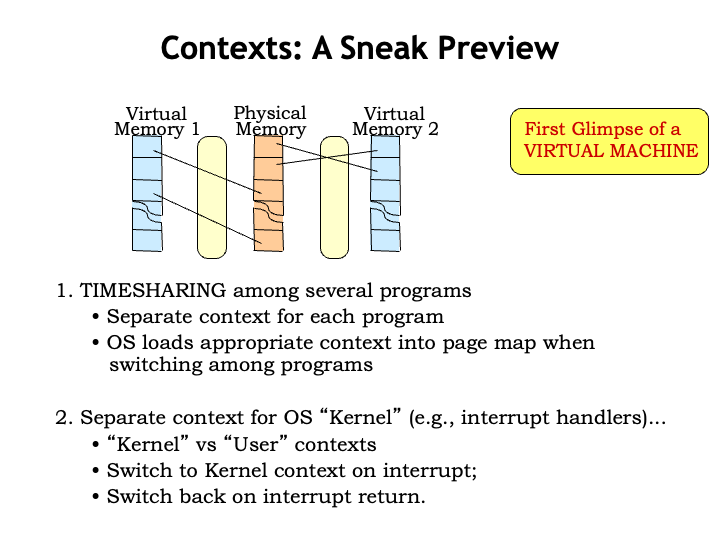 Contexts: A Sneak Preview
Virtual
Memory 1
Physical
Memory
Virtual
Memory 2
First Glimpse of a
VIRTUAL MACHINE
1. TIMESHARING among several programs
• Separate context for each program
• OS loads appropriate context into page map when
switching among programs
2. Separate context for OS “Kernel” (e.g., interrupt handlers)...
• “Kernel” vs “User” contexts
• Switch to Kernel context on interrupt;
• Switch back on interrupt return.